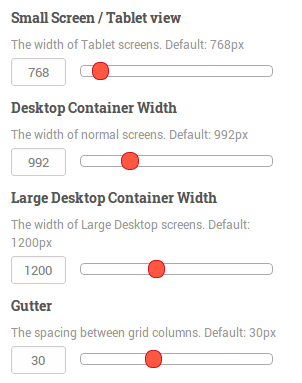 Small Screen / Tablet view
The width of Tablet screens. Default: 768px
768
Desktop Container Width
The width of normal screens. Default: 992px
992
Large Desktop Container Width
The width of Large Desktop screens. Default:
1200px
1200
Gutter
The spacing between grid columns. Default: 30px
30